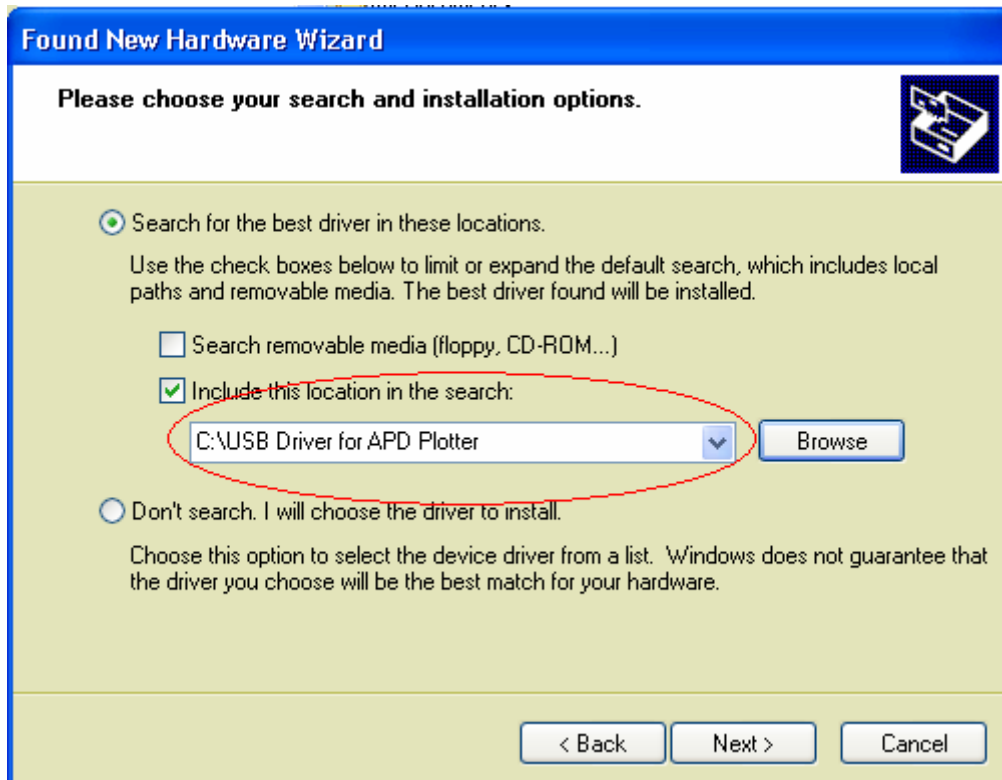 Found New Hardware Wizard
Please choose your search and installation options.
Search for the best driver in these locations.
Use the check boxes below to limit or expand the default search, which includes local
paths and removable media. The best driver found will be installed.
Search removable media (floppy, CD-ROM...)
Include this location in the search:
C:\USB Driver for APD Plotter
Browse
Don't search. I will choose the driver to install.
Choose this option to select the device driver from a list. Windows does not guarantee that
the driver you choose will be the best match for your hardware.
< Back
Next >
Cancel